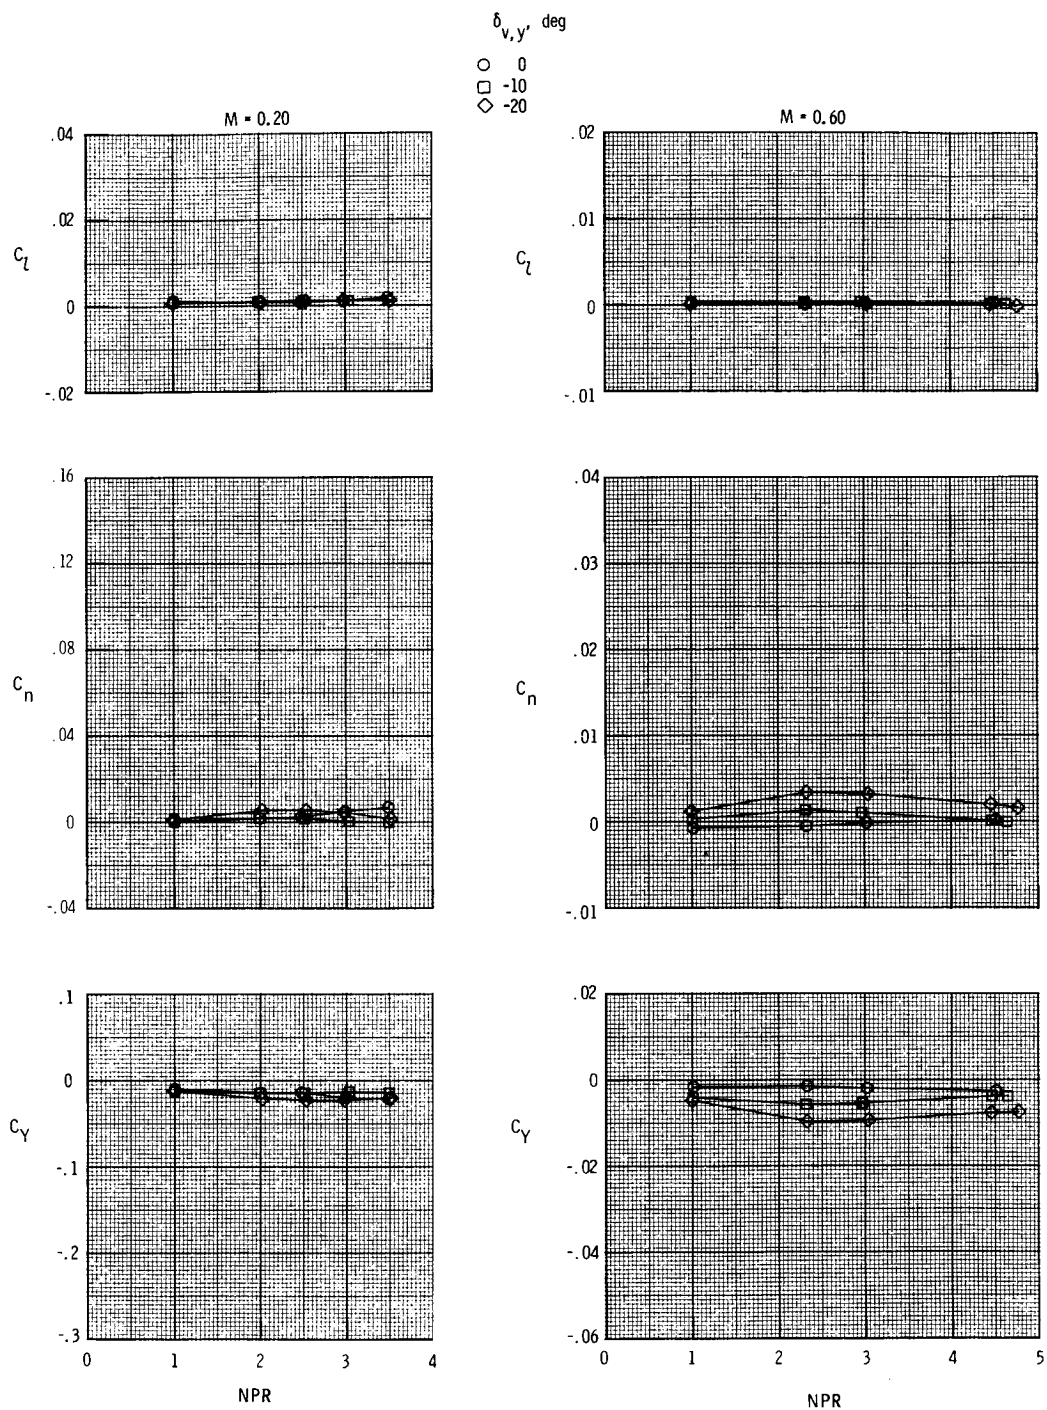 δv,y, deg
○ 0
□ -10
◇ -20
M = 0.20
.04
.02
0
-.02
Cl
M = 0.60
.02
.01
0
-.01
Cl
.16
.12
.08
.04
0
-.04
Cn
.04
.03
.02
.01
0
-.01
Cn
.1
0
-.1
-.2
-.3
CY
0 1 2 3 4
NPR
.02
0
-.02
-.04
-.06
CY
0 1 2 3 4 5
NPR